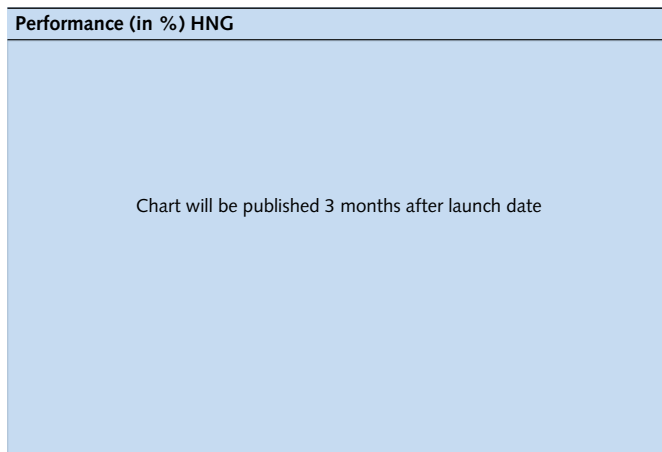 Performance (in %) HNG
Chart will be published 3 months after launch date